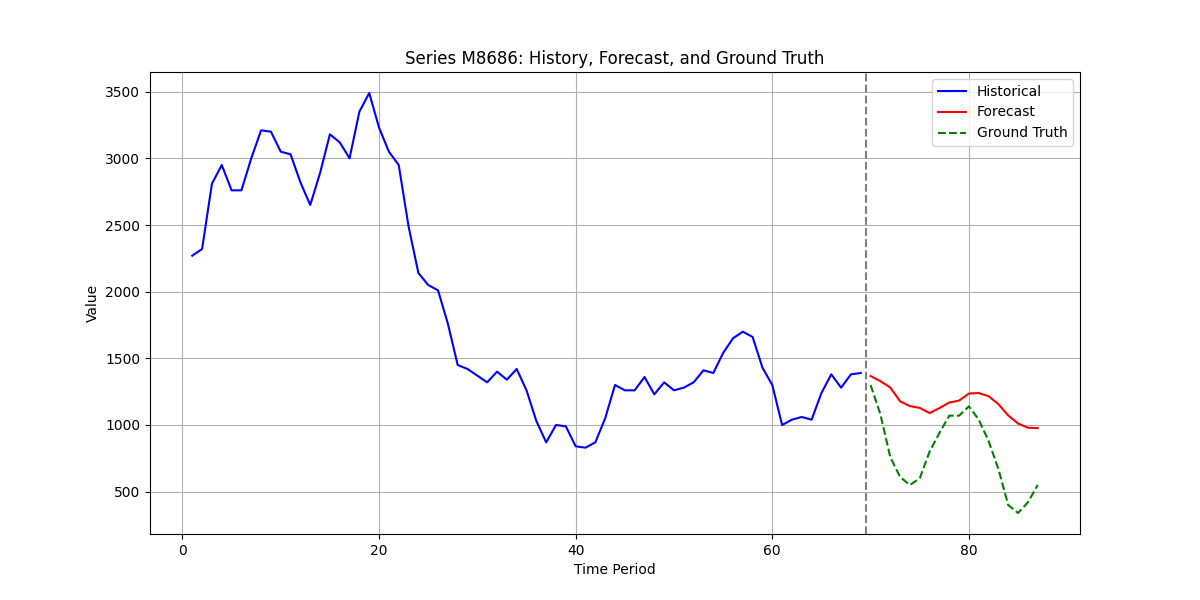 Series M8686: History, Forecast, and Ground Truth
Historical
Forecast
Ground Truth
Value
3500
3000
2500
2000
1500
1000
500
0
20
40
60
80
Time Period